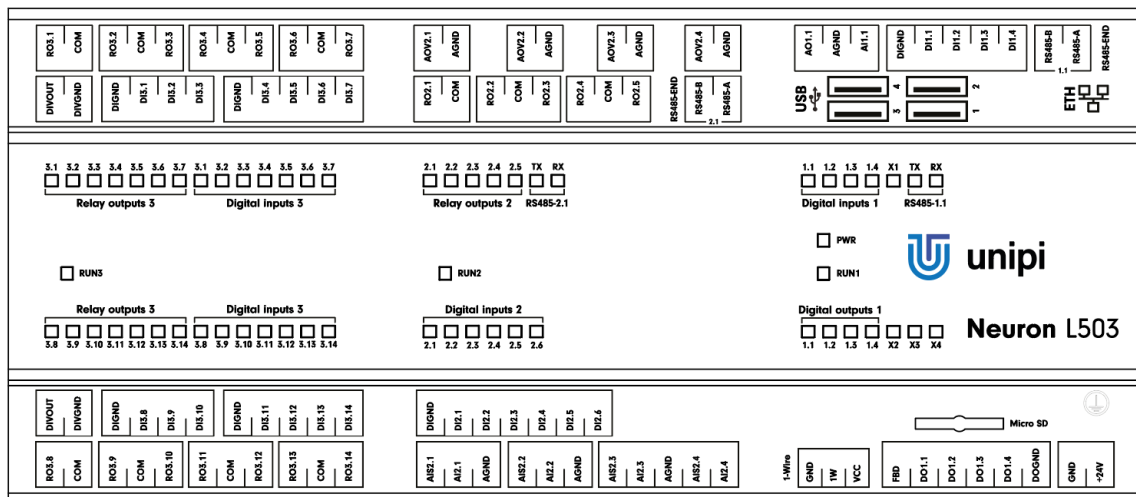 RO3.1 COM RO3.2 COM RO3.3 RO3.4 COM RO3.5 RO3.6 COM RO3.7 AOV2.1 AGND AOV2.2 AGND AOV2.3 AGND AOV2.4 AGND AO1.1 AGND AI1.1 DIGND DI1.1 DI1.2 DI1.3 DI1.4 RS485-B RS485-A RS485-END
1.1
DIVOUT DIVGND DIGND DI3.1 DI3.2 DI3.3 DIGND DI3.4 DI3.5 DI3.6 DI3.7 RO2.1 COM RO2.2 COM RO2.3 RO2.4 COM RO2.5 RS485-END RS485-B RS485-A USB 4 3 2 1 ETH
2.1
3.1 3.2 3.3 3.4 3.5 3.6 3.7 3.1 3.2 3.3 3.4 3.5 3.6 3.7 2.1 2.2 2.3 2.4 2.5 TX RX 1.1 1.2 1.3 1.4 X1 TX RX
Relay outputs 3 Digital inputs 3 Relay outputs 2 RS485-2.1 Digital inputs 1 RS485-1.1
PWR
unipi
RUN3 RUN2 RUN1
Relay outputs 3 Digital inputs 3 Digital inputs 2 Digital outputs 1
Neuron L503
3.8 3.9 3.10 3.11 3.12 3.13 3.14 3.8 3.9 3.10 3.11 3.12 3.13 3.14 2.1 2.2 2.3 2.4 2.5 2.6 1.1 1.2 1.3 1.4 X2 X3 X4
DIVOUT DIVGND DIGND DI3.8 DI3.9 DI3.10 DIGND DI3.11 DI3.12 DI3.13 DI3.14 DIGND DI2.1 DI2.2 DI2.3 DI2.4 DI2.5 DI2.6
Micro SD
RO3.8 COM RO3.9 COM RO3.10 RO3.11 COM RO3.12 RO3.13 COM RO3.14 AIS2.1 AI2.1 AGND AIS2.2 AI2.2 AGND AIS2.3 AI2.3 AGND AIS2.4 AI2.4 1-Wire GND 1W VCC FBD DO1.1 DO1.2 DO1.3 DO1.4 DOGND GND +24V